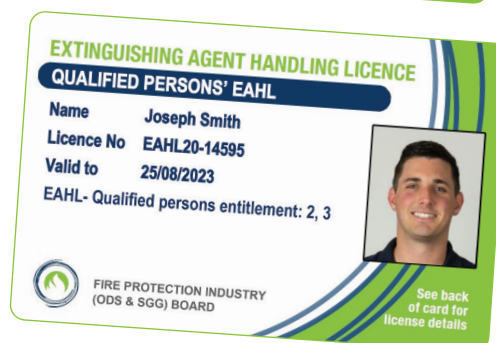 EXTINGUISHING AGENT HANDLING LICENCE
QUALIFIED PERSONS' EAHL
Name Joseph Smith
Licence No EAHL20-14595
Valid to 25/08/2023
EAHL- Qualified persons entitlement: 2, 3
FIRE PROTECTION INDUSTRY
(ODS & SGG) BOARD
See back
of card for
license details